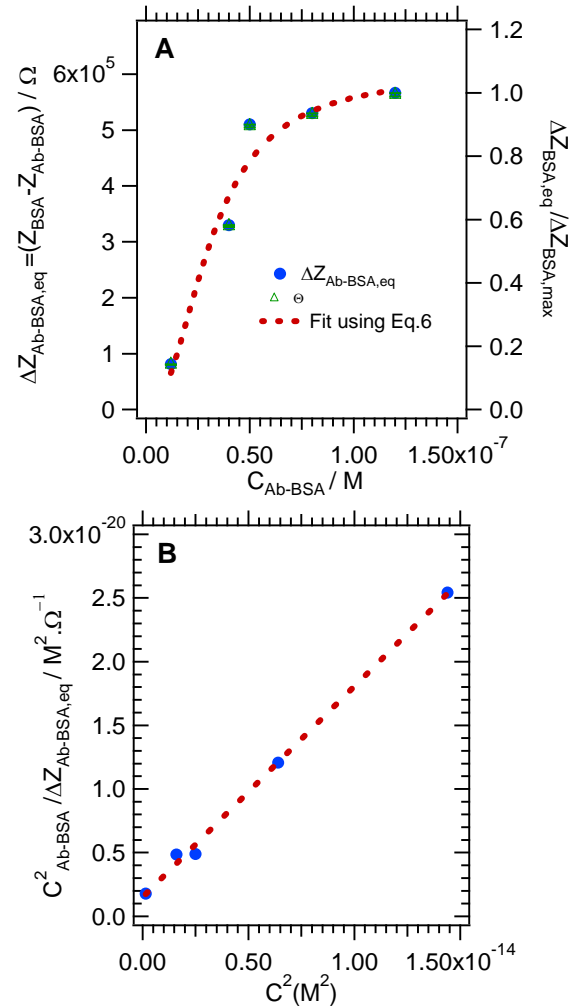 A
ΔZ_Ab-BSA,eq =(Z_BSA-Z_Ab-BSA) / Ω
6x10^5
5
4
3
2
1
0
1.2
1.0
0.8
0.6
0.4
0.2
0.0
ΔZ_BSA,eq/ΔZ_BSA,max
ΔZ_Ab-BSA,eq
Θ
Fit using Eq.6
0.00 0.50 1.00 1.50x10^-7
C_Ab-BSA / M
B
C^2_Ab-BSA /ΔZ_Ab-BSA,eq / M^2.Ω^-1
3.0x10^-20
2.5
2.0
1.5
1.0
0.5
0.0
0.00 0.50 1.00 1.50x10^-14
C^2(M^2)